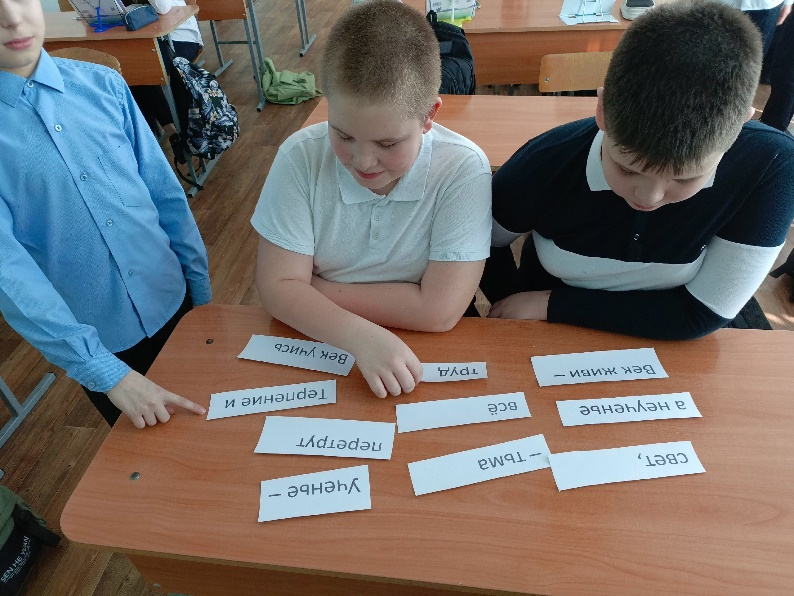 свет,
– тьма
Ученье –
а неученье
всё
перетрут
Терпение и
Век живи –
труд
Век учись